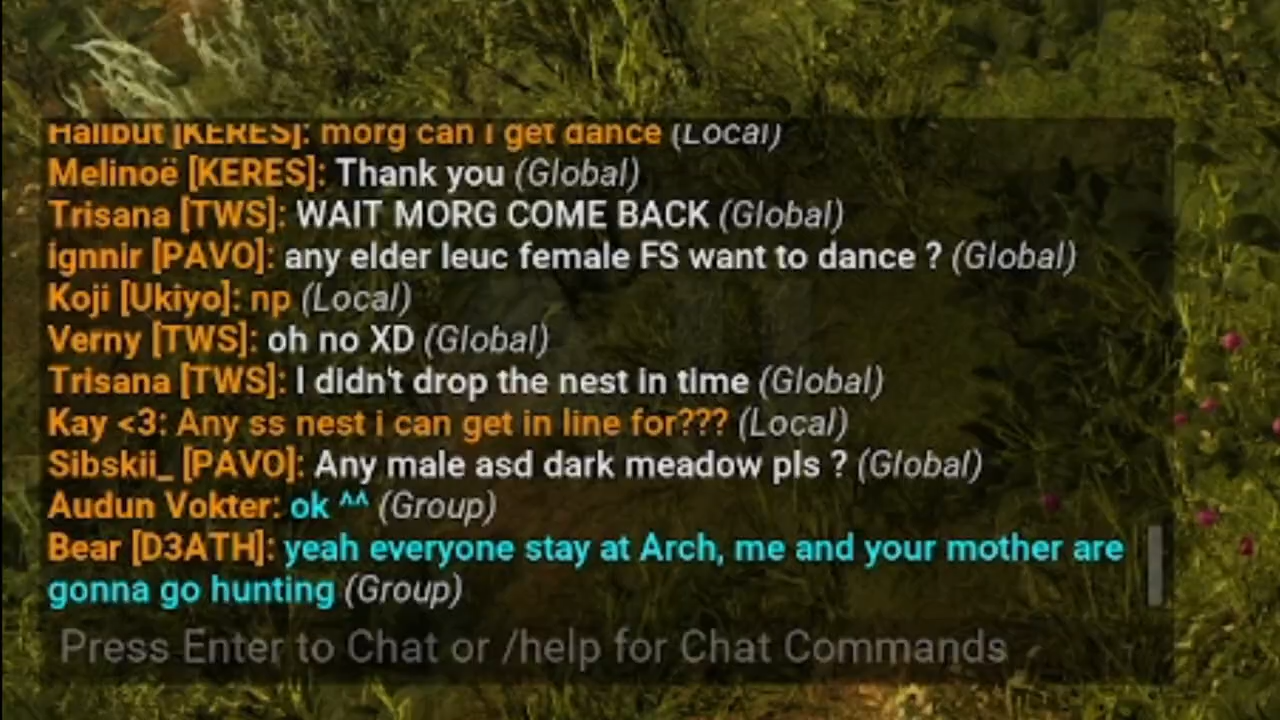 Halibut [KERES]: morg can i get dance (Local)
Melinoë [KERES]: Thank you (Global)
Trisana [TWS]: WAIT MORG COME BACK (Global)
ignnir [PAVO]: any elder leuc female FS want to dance ? (Global)
Koji [Ukiyo]: np (Local)
Verny [TWS]: oh no XD (Global)
Trisana [TWS]: I didn't drop the nest in time (Global)
Kay <3: Any ss nest i can get in line for??? (Local)
Sibskii_ [PAVO]: Any male asd dark meadow pls ? (Global)
Audun Vokter: ok ^^ (Group)
Bear [D3ATH]: yeah everyone stay at Arch, me and your mother are
gonna go hunting (Group)
Press Enter to Chat or /help for Chat Commands